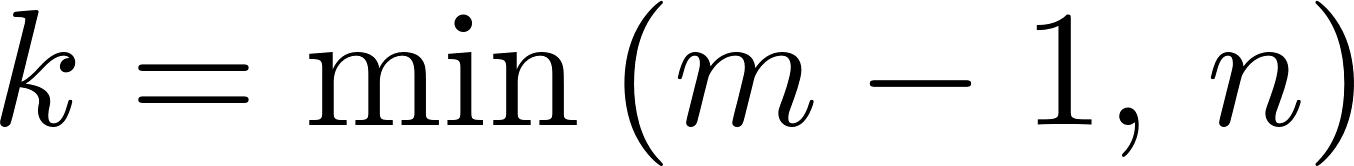 k = min (m − 1, n)